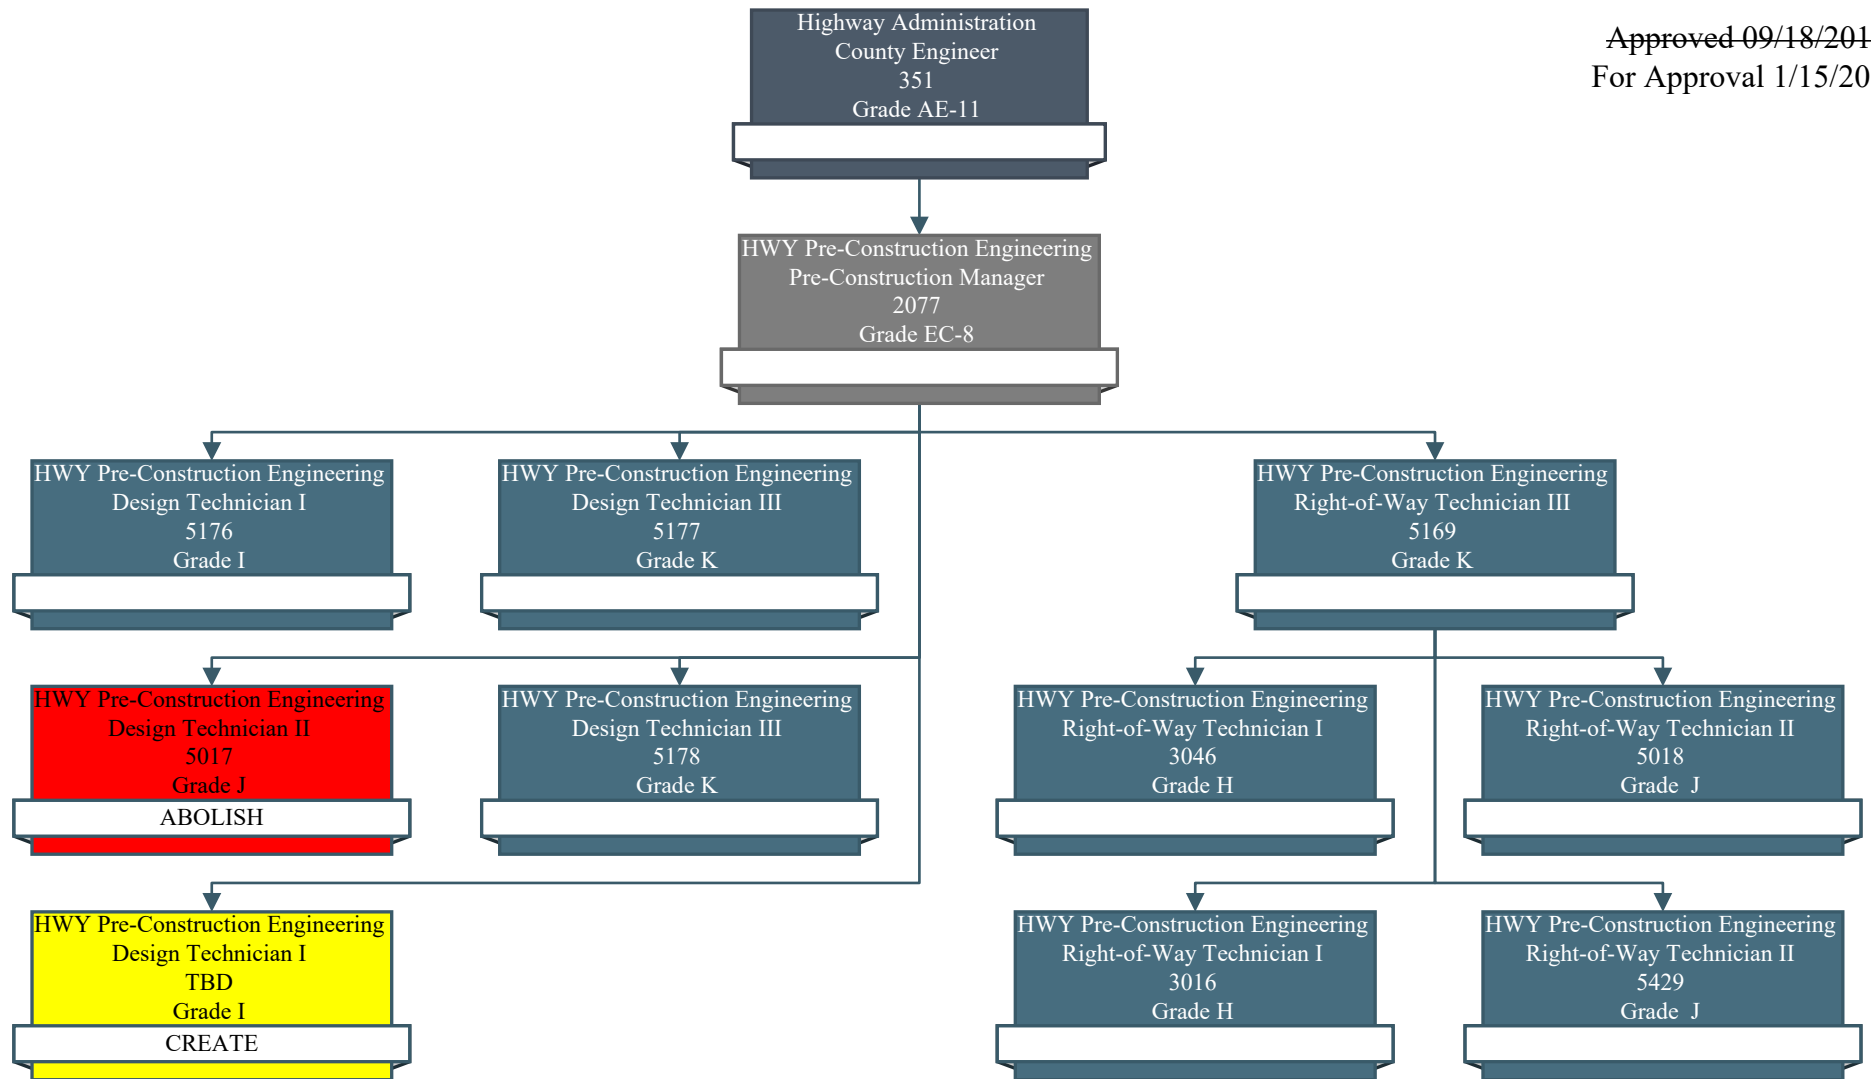 Highway Administration
County Engineer
351
Grade AE-11
Approved 09/18/201
For Approval 1/15/20
HWY Pre-Construction Engineering
Pre-Construction Manager
2077
Grade EC-8
HWY Pre-Construction Engineering
Design Technician I
5176
Grade I
HWY Pre-Construction Engineering
Design Technician III
5177
Grade K
HWY Pre-Construction Engineering
Right-of-Way Technician III
5169
Grade K
HWY Pre-Construction Engineering
Design Technician II
5017
Grade J
ABOLISH
HWY Pre-Construction Engineering
Design Technician III
5178
Grade K
HWY Pre-Construction Engineering
Right-of-Way Technician I
3046
Grade H
HWY Pre-Construction Engineering
Right-of-Way Technician II
5018
Grade J
HWY Pre-Construction Engineering
Design Technician I
TBD
Grade I
CREATE
HWY Pre-Construction Engineering
Right-of-Way Technician I
3016
Grade H
HWY Pre-Construction Engineering
Right-of-Way Technician II
5429
Grade J